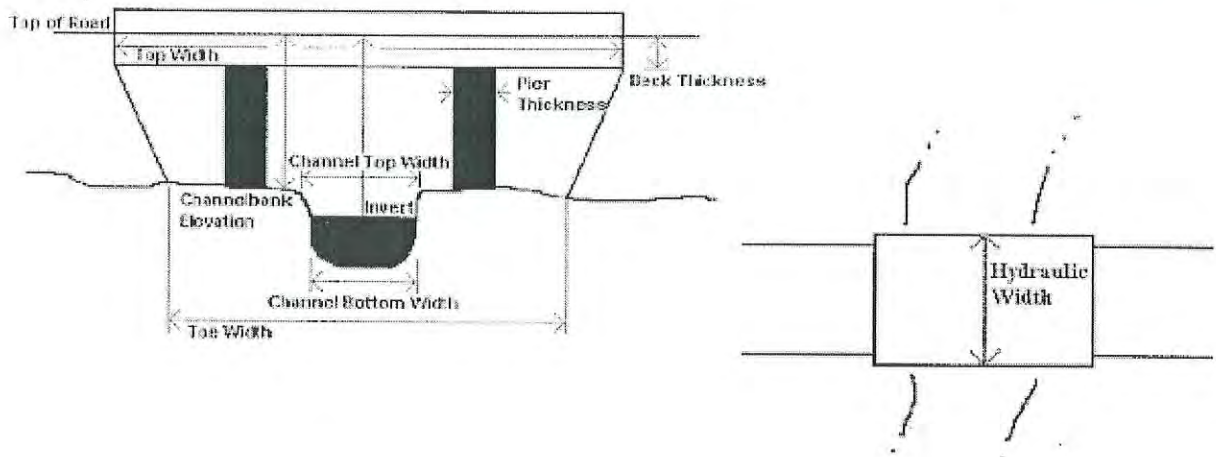 Top of Road
Top Width
Deck Thickness
Pier
Thickness
Channel Top Width
Channelbank
Elevation
Invert
Channel Bottom Width
Toe Width
Hydraulic
Width